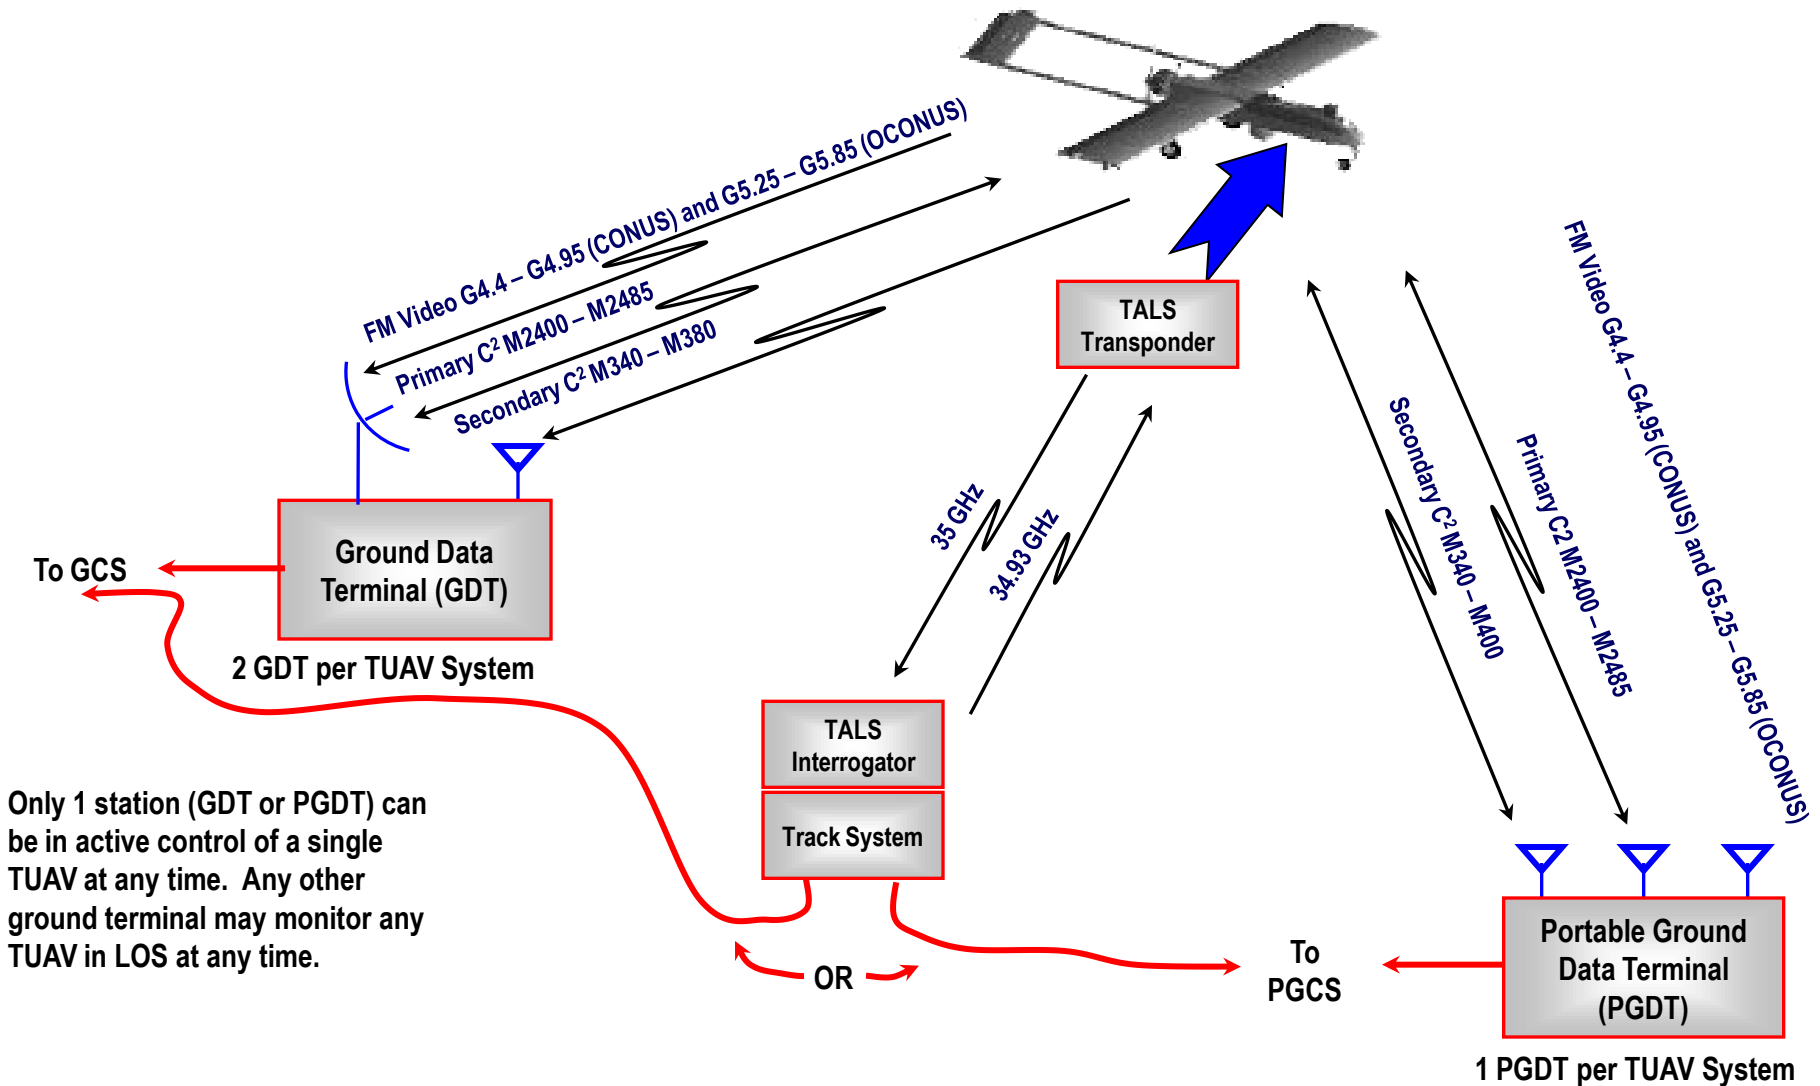 FM Video G4.4 – G4.95 (CONUS) and G5.25 – G5.85 (OCONUS)
Primary C² M2400 – M2485
Secondary C² M340 – M380
TALS
Transponder
FM Video G4.4 – G4.95 (CONUS) and G5.25 – G5.85 (OCONUS)
Primary C2 M2400 – M2485
Secondary C² M340 – M400
35 GHz
34.93 GHz
To GCS
Ground Data
Terminal (GDT)
2 GDT per TUAV System
TALS
Interrogator
Track System
Only 1 station (GDT or PGDT) can
be in active control of a single
TUAV at any time.  Any other
ground terminal may monitor any
TUAV in LOS at any time.
OR
To
PGCS
Portable Ground
Data Terminal
(PGDT)
1 PGDT per TUAV System